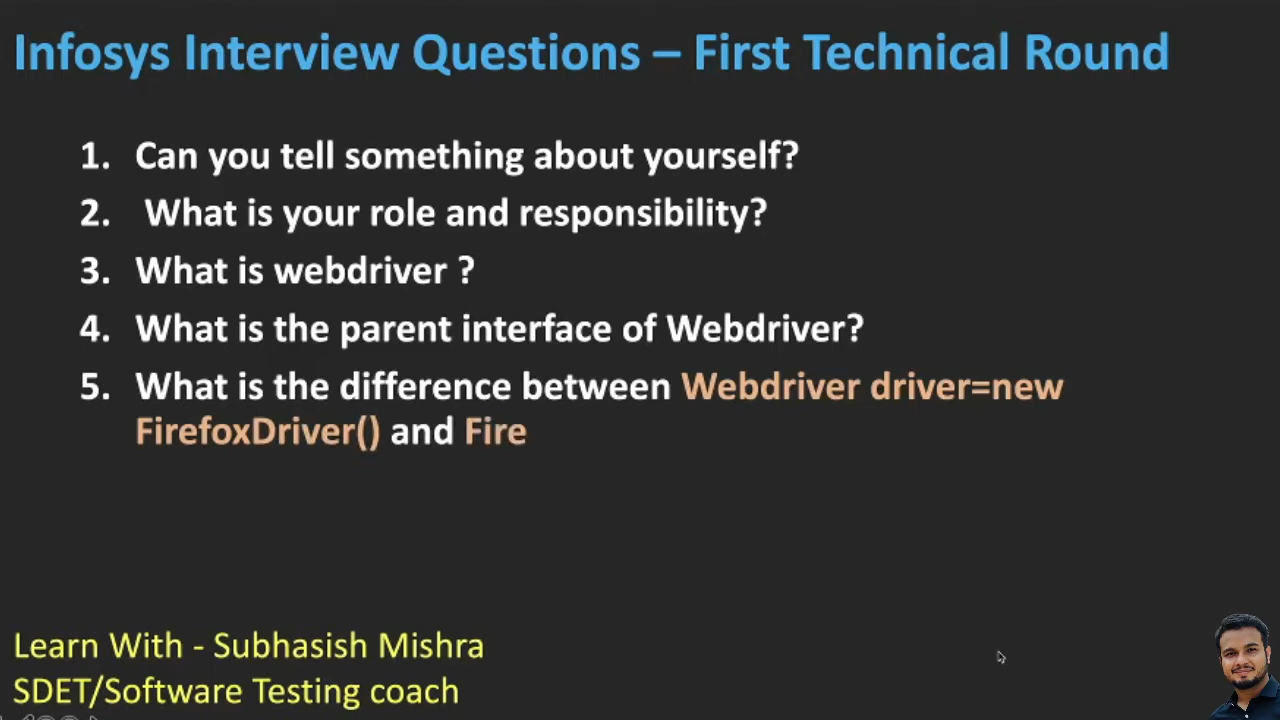 Infosys Interview Questions – First Technical Round
1. Can you tell something about yourself?
2. What is your role and responsibility?
3. What is webdriver ?
4. What is the parent interface of Webdriver?
5. What is the difference between Webdriver driver=new
FirefoxDriver() and Fire
Learn With - Subhasish Mishra
SDET/Software Testing coach